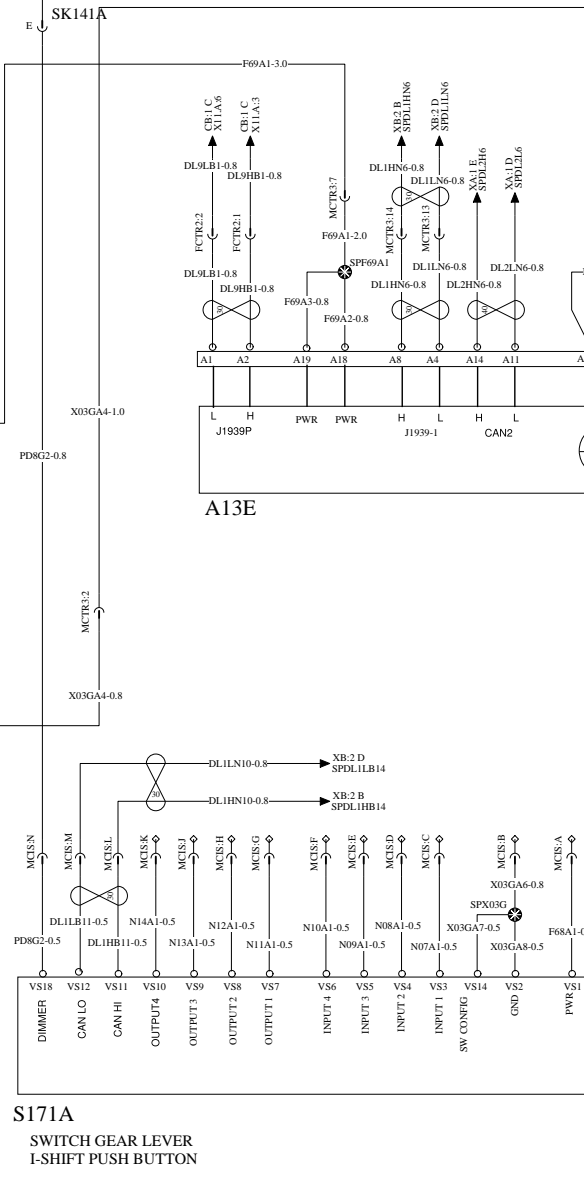 SK141A
E
F69A1-3.0
CB:1 C
X11.A:6
CB:1 C
X11.A:3
XB:2 B
SPDL1HN6
XB:2 D
SPDL1LN6
XA:1 E
SPDL2H6
XA:1 D
SPDL2L6
DL9LB1-0.8
DL9HB1-0.8
DL1HN6-0.8
DL1LN6-0.8
30
MCTR3:7
FCTR2:2
FCTR2:1
MCTR3:14
MCTR3:13
F69A1-2.0
SPF69A1
DL9LB1-0.8
DL9HB1-0.8
DL1LN6-0.8
DL2LN6-0.8
DL1HN6-0.8
DL2HN6-0.8
F69A3-0.8
F69A2-0.8
30
30
40
A1
A2
A19
A18
A8
A4
A14
A11
A
L
H
PWR
PWR
H
L
H
L
J1939P
J1939-1
CAN2
A13E
X03GA4-1.0
PD8G2-0.8
MCTR3:2
X03GA4-0.8
DL1LN10-0.8
XB:2 D
SPDL1LB14
30
DL1HN10-0.8
XB:2 B
SPDL1HB14
MCIS:N
MCIS:M
MCIS:L
MCIS:K
MCIS:J
MCIS:H
MCIS:G
MCIS:F
MCIS:E
MCIS:D
MCIS:C
MCIS:B
MCIS:A
X03GA6-0.8
30
SPX03G
DL1LB11-0.5
N14A1-0.5
N12A1-0.5
N10A1-0.5
N08A1-0.5
X03GA7-0.5
F68A1-0
PD8G2-0.5
DL1HB11-0.5
N13A1-0.5
N11A1-0.5
N09A1-0.5
N07A1-0.5
X03GA8-0.5
VS18
VS12
VS11
VS10
VS9
VS8
VS7
VS6
VS5
VS4
VS3
VS14
VS2
VS1
DIMMER
CAN LO
CAN HI
OUTPUT4
OUTPUT 3
OUTPUT 2
OUTPUT 1
INPUT 4
INPUT 3
INPUT 2
INPUT 1
SW CONFIG
GND
PWR
S171A
SWITCH GEAR LEVER
I-SHIFT PUSH BUTTON